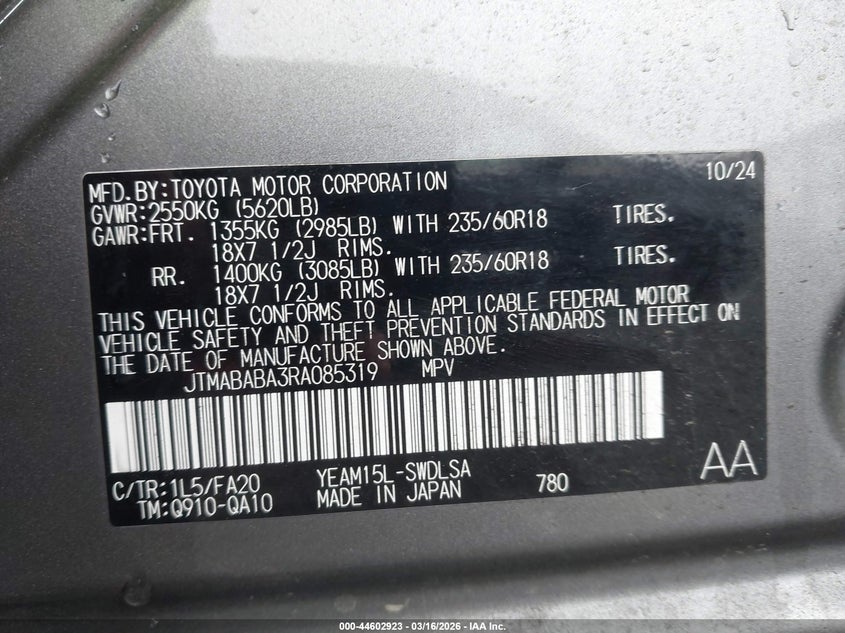 MFD.BY:TOYOTA MOTOR CORPORATION 10/24
GVWR:2550KG (5620LB)
GAWR:FRT. 1355KG (2985LB) WITH 235/60R18 TIRES.
18X7 1/2J RIMS.
RR. 1400KG (3085LB) WITH 235/60R18 TIRES.
18X7 1/2J RIMS.
THIS VEHICLE CONFORMS TO ALL APPLICABLE FEDERAL MOTOR
VEHICLE SAFETY AND THEFT PREVENTION STANDARDS IN EFFECT ON
THE DATE OF MANUFACTURE SHOWN ABOVE.
JTMABABA3RA085319 MPV
C/TR:1L5/FA20 YEAM15L-SWDLSA
TM:Q910-QA10 MADE IN JAPAN 780 AA
000-44602923 - 03/16/2026 - IAA Inc.